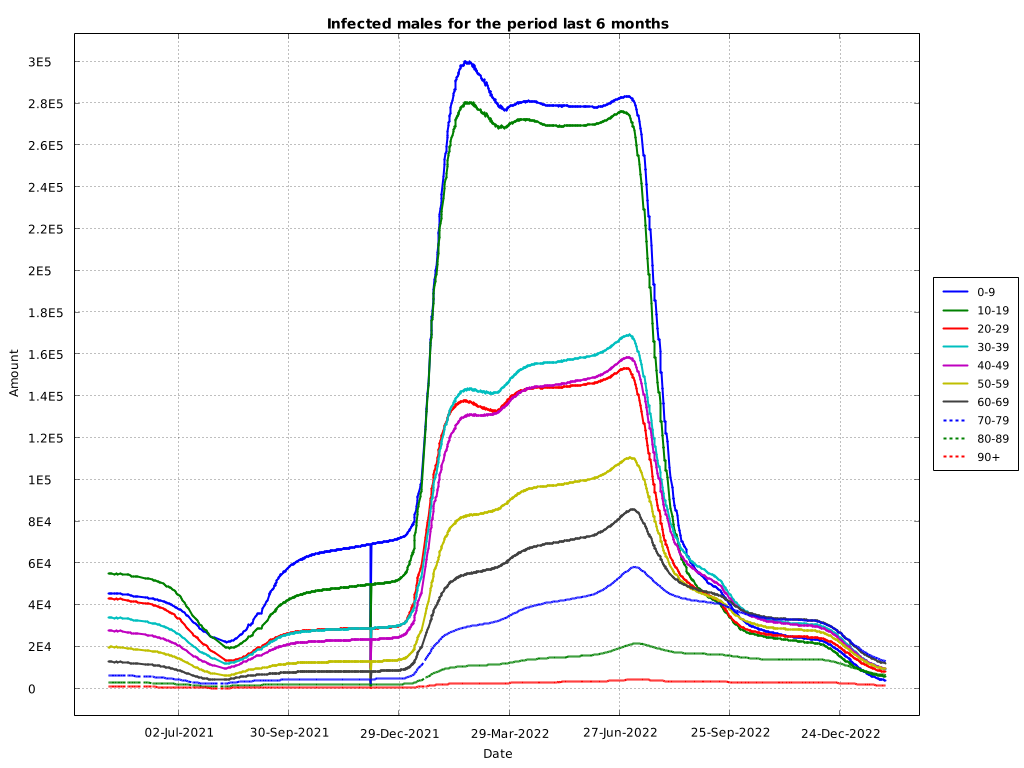 Infected males for the period last 6 months
3E5
2.8E5
2.6E5
2.4E5
2.2E5
2E5
1.8E5
1.6E5
1.4E5
1.2E5
1E5
8E4
6E4
4E4
2E4
0
Amount
02-Jul-2021
30-Sep-2021
29-Dec-2021
29-Mar-2022
27-Jun-2022
25-Sep-2022
24-Dec-2022
Date
0-9
10-19
20-29
30-39
40-49
50-59
60-69
70-79
80-89
90+